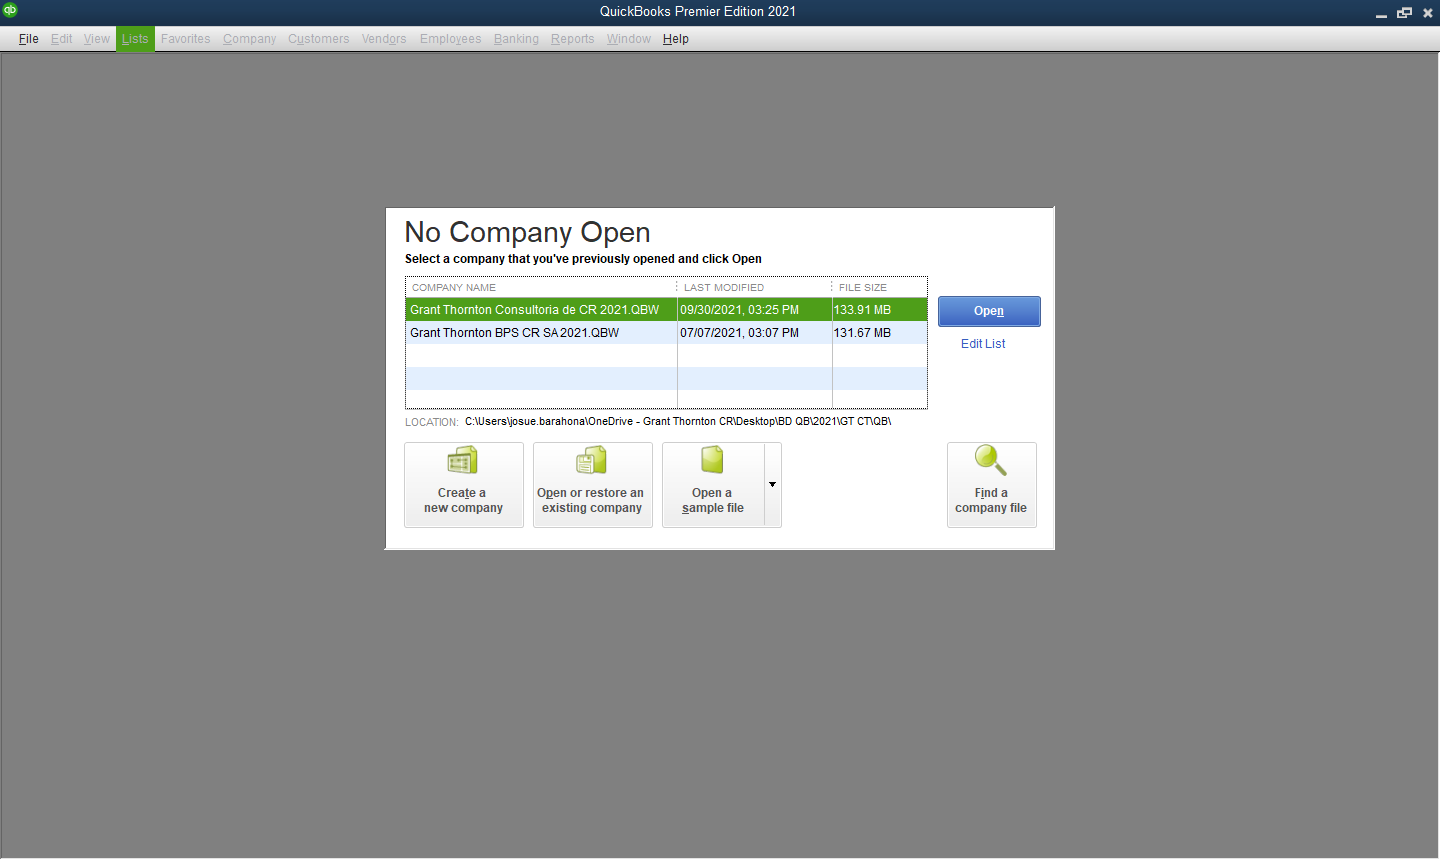 qb QuickBooks Premier Edition 2021
File Edit View Lists Favorites Company Customers Vendors Employees Banking Reports Window Help
No Company Open
Select a company that you've previously opened and click Open
COMPANY NAME LAST MODIFIED FILE SIZE
Grant Thornton Consultoria de CR 2021.QBW 09/30/2021, 03:25 PM 133.91 MB
Grant Thornton BPS CR SA 2021.QBW 07/07/2021, 03:07 PM 131.67 MB
Open
Edit List
LOCATION: C:\Users\josue.barahona\OneDrive - Grant Thornton CR\Desktop\BD QB\2021\GT CT\QB\
Create a
new company
Open or restore an
existing company
Open a
sample file
Find a
company file